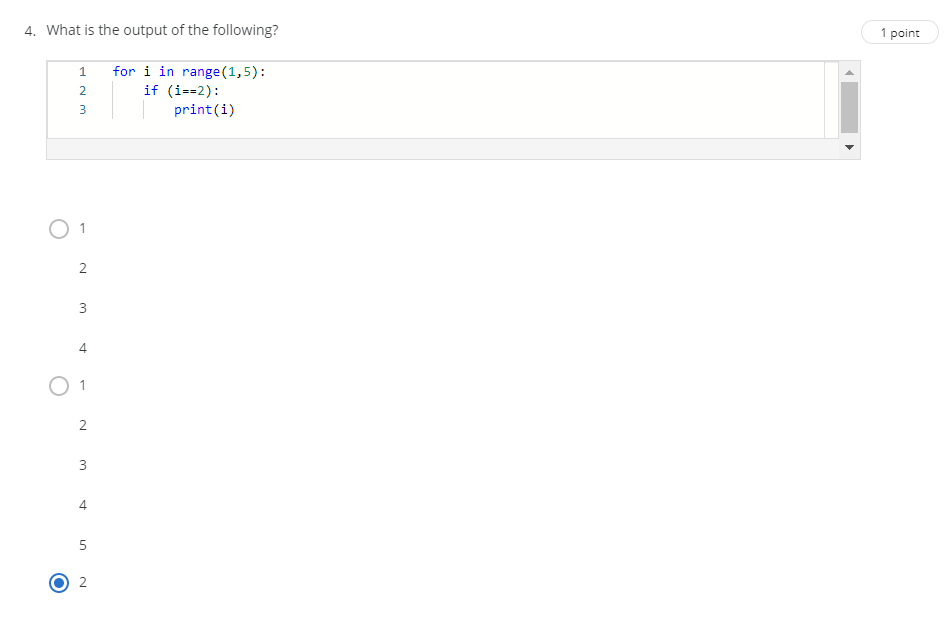 4. What is the output of the following?
1 point
1 for i in range(1,5):
2     if (i==2):
3         print(i)
1
2
3
4
1
2
3
4
5
2